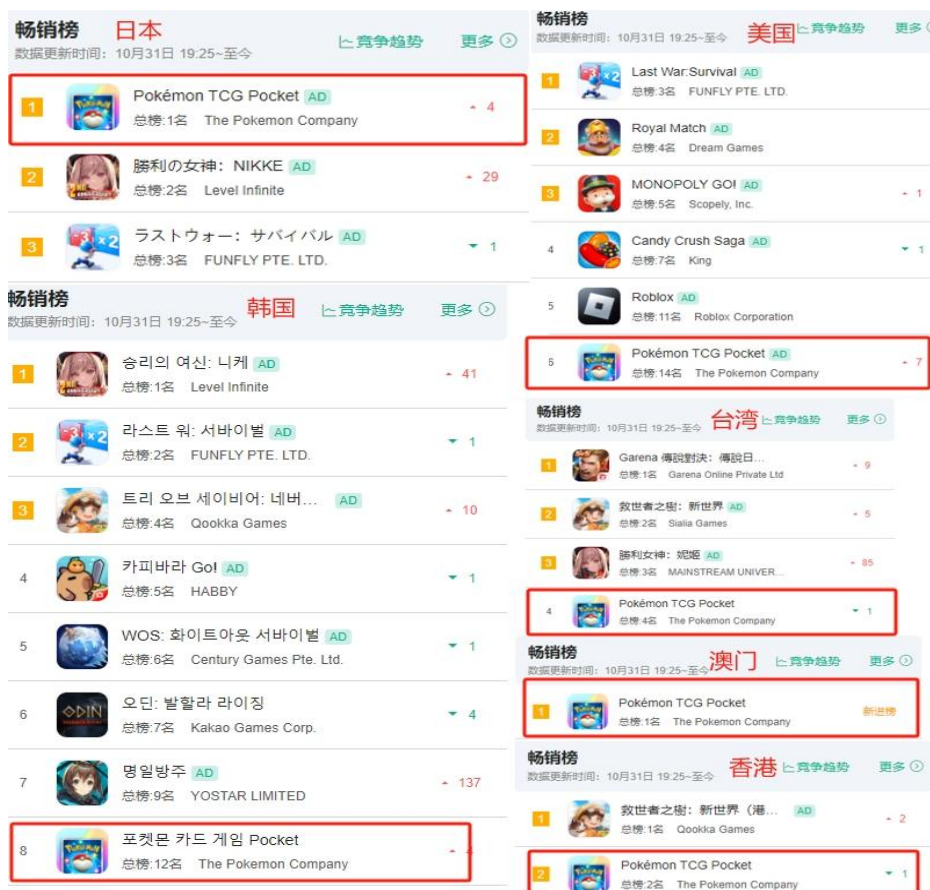 畅销榜 日本
竞争趋势 更多
数据更新时间: 10月31日 19:25~至今
1
Pokémon TCG Pocket AD
4
总榜:1名 The Pokemon Company
2
勝利の女神: NIKKE AD
29
总榜:2名 Level Infinite
3
ラストウォー: サバイバル AD
1
总榜:3名 FUNFLY PTE. LTD.
畅销榜 韩国
竞争趋势 更多
数据更新时间: 10月31日 19:25~至今
1
승리의 여신: 니케 AD
41
总榜:1名 Level Infinite
2
라스트 워: 서바이벌 AD
1
总榜:2名 FUNFLY PTE. LTD.
3
트리 오브 세이비어: 네버... AD
10
总榜:4名 Qookka Games
4
카피바라 Go! AD
1
总榜:5名 HABBY
5
WOS: 화이트아웃 서바이벌 AD
1
总榜:6名 Century Games Pte. Ltd.
6
오딘: 발할라 라이징
4
总榜:7名 Kakao Games Corp.
7
명일방주 AD
137
总榜:9名 YOSTAR LIMITED
8
포켓몬 카드 게임 Pocket
4
总榜:12名 The Pokemon Company
畅销榜 美国
竞争趋势 更多
数据更新时间: 10月31日 19:25~至今
1
Last War:Survival AD
总榜:3名 FUNFLY PTE. LTD.
2
Royal Match AD
总榜:4名 Dream Games
3
MONOPOLY GO! AD
1
总榜:5名 Scopely, Inc.
4
Candy Crush Saga AD
1
总榜:7名 King
5
Roblox AD
总榜:11名 Roblox Corporation
6
Pokémon TCG Pocket AD
7
总榜:14名 The Pokemon Company
畅销榜 台湾
竞争趋势 更多
数据更新时间: 10月31日 19:25~至今
1
Garena 傳說對決: 傳說日...
9
总榜:1名 Garena Online Private Ltd
2
救世者之樹: 新世界 AD
5
总榜:2名 Sialia Games
3
勝利女神: 妮姬 AD
85
总榜:3名 MAINSTREAM UNIVER...
4
Pokémon TCG Pocket
1
总榜:4名 The Pokemon Company
畅销榜 澳门
竞争趋势 更多
数据更新时间: 10月31日 19:25~至今
1
Pokémon TCG Pocket
新进榜
总榜:1名 The Pokemon Company
畅销榜 香港
竞争趋势 更多
数据更新时间: 10月31日 19:25~至今
1
救世者之樹: 新世界 (港... AD
2
总榜:1名 Qookka Games
2
Pokémon TCG Pocket
1
总榜:2名 The Pokemon Company